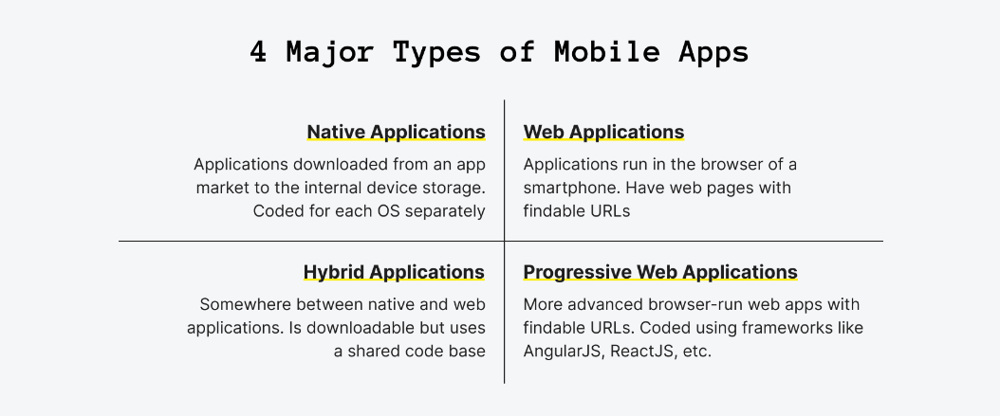 4 Major Types of Mobile Apps
Native Applications
Applications downloaded from an app
market to the internal device storage.
Coded for each OS separately
Web Applications
Applications run in the browser of a
smartphone. Have web pages with
findable URLs
Hybrid Applications
Somewhere between native and web
applications. Is downloadable but uses
a shared code base
Progressive Web Applications
More advanced browser-run web apps with
findable URLs. Coded using frameworks like
AngularJS, ReactJS, etc.